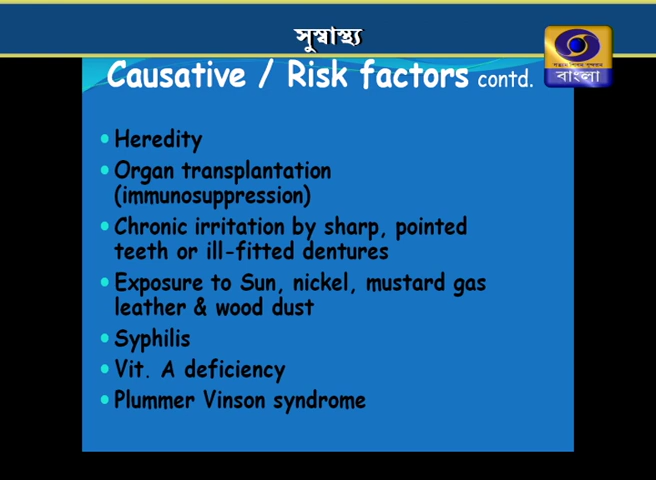 সুস্বাস্থ্য
Causative / Risk factors contd.
বাংলা
• Heredity
• Organ transplantation
(immunosuppression)
• Chronic irritation by sharp, pointed
teeth or ill-fitted dentures
• Exposure to Sun, nickel, mustard gas
leather & wood dust
• Syphilis
• Vit. A deficiency
• Plummer Vinson syndrome